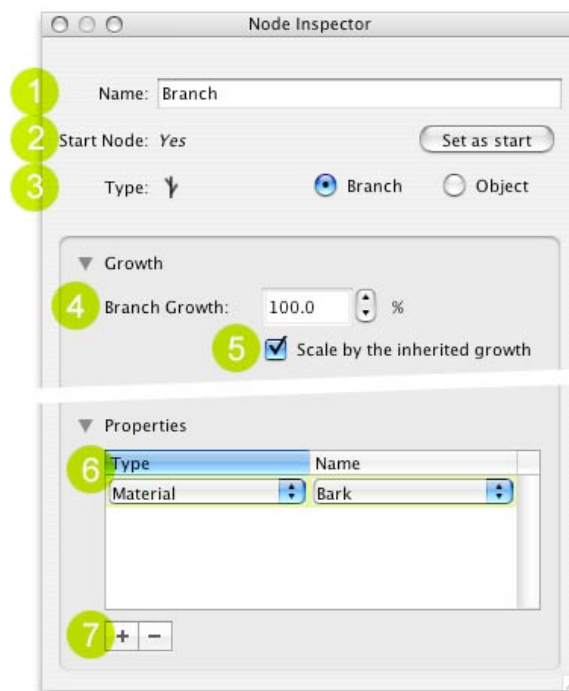 Node Inspector
1 Name: Branch
2 Start Node: Yes Set as start
3 Type: Branch Object
Growth
4 Branch Growth: 100.0 %
5 Scale by the inherited growth
Properties
6 Type Name
Material Bark
7 + −